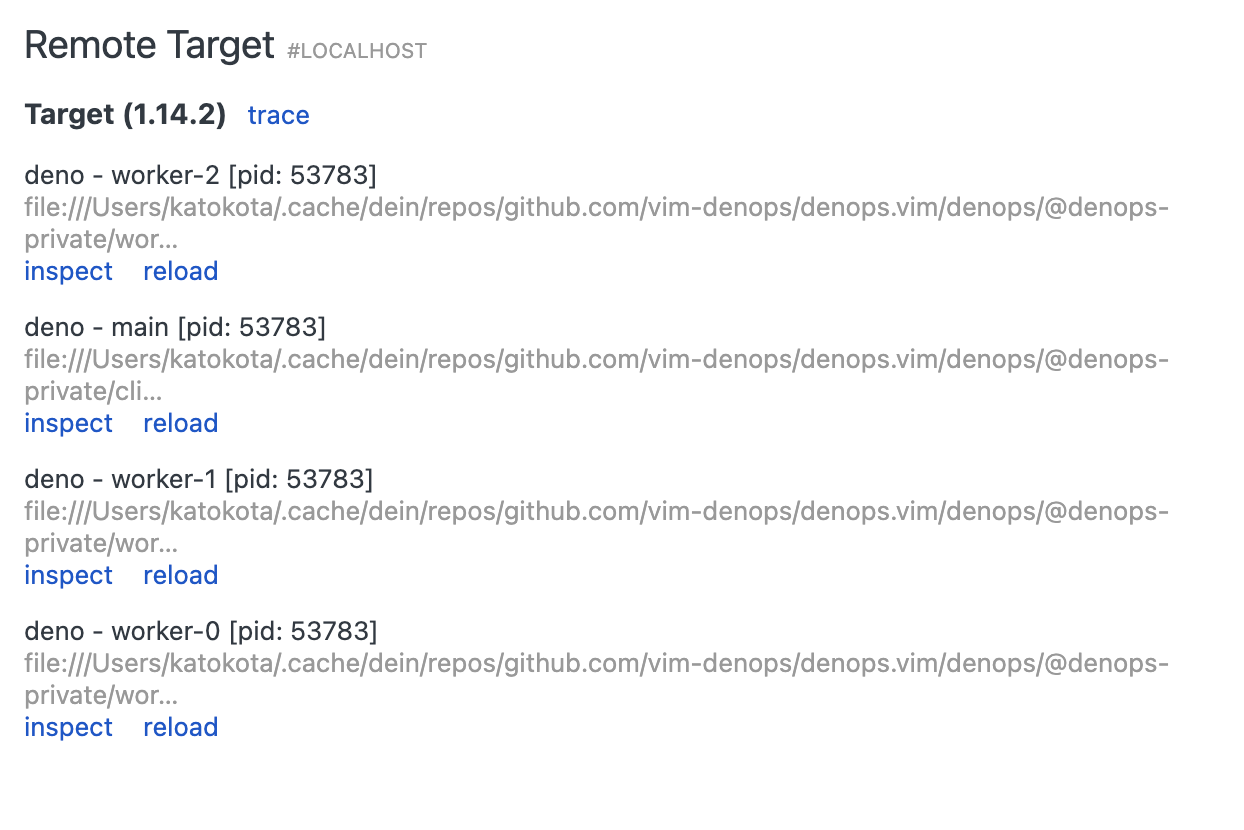 Remote Target #LOCALHOST
Target (1.14.2) trace
deno - worker-2 [pid: 53783]
file:///Users/katokota/.cache/dein/repos/github.com/vim-denops/denops.vim/denops/@denops-
private/wor...
inspect reload
deno - main [pid: 53783]
file:///Users/katokota/.cache/dein/repos/github.com/vim-denops/denops.vim/denops/@denops-
private/cli...
inspect reload
deno - worker-1 [pid: 53783]
file:///Users/katokota/.cache/dein/repos/github.com/vim-denops/denops.vim/denops/@denops-
private/wor...
inspect reload
deno - worker-0 [pid: 53783]
file:///Users/katokota/.cache/dein/repos/github.com/vim-denops/denops.vim/denops/@denops-
private/wor...
inspect reload